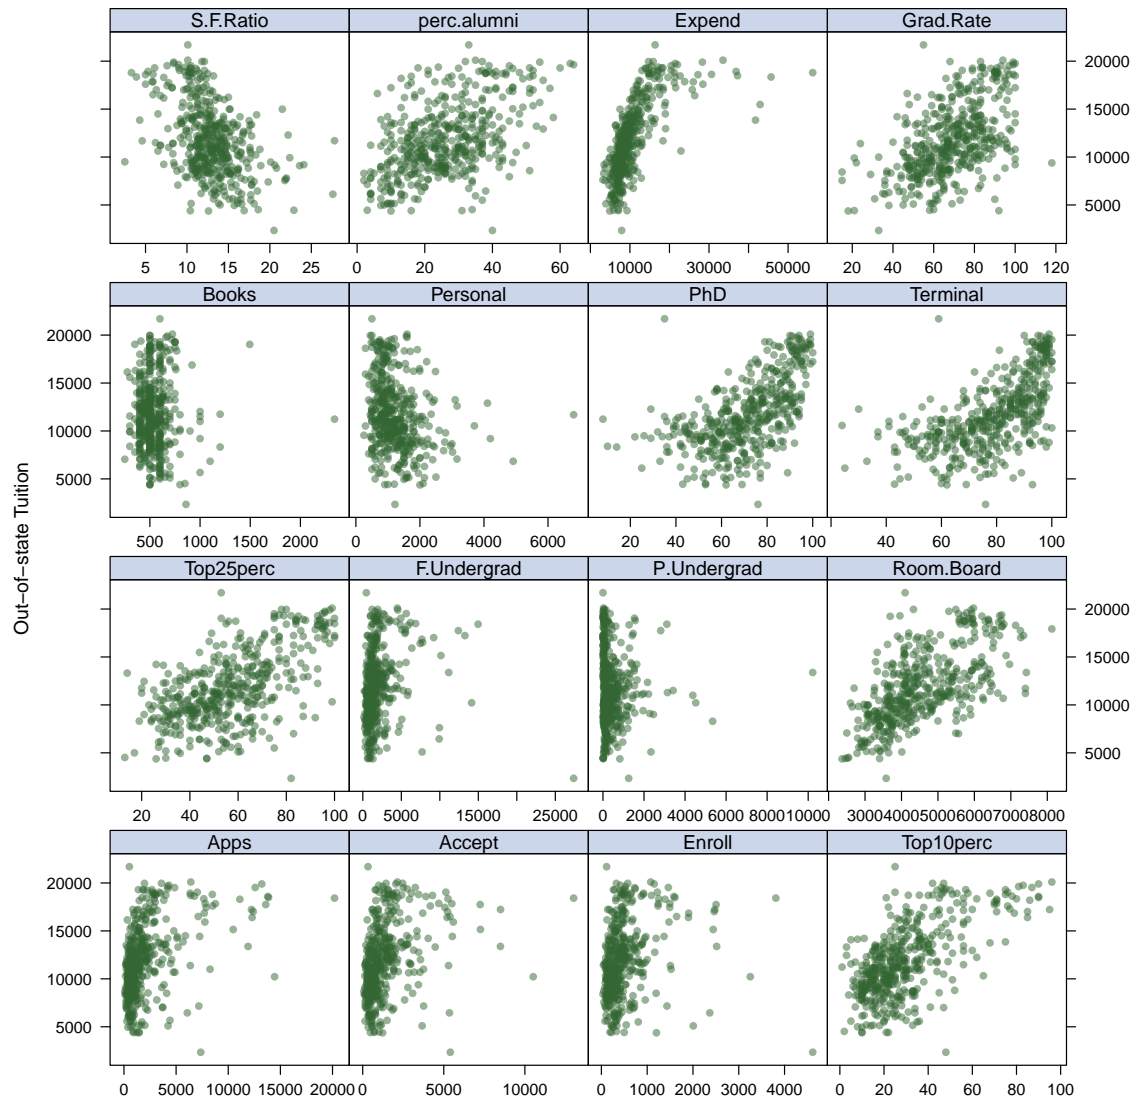 S.F.Ratio perc.alumni Expend Grad.Rate
20000
15000
10000
5000
5 10 15 20 25 0 20 40 60 10000 30000 50000 20 40 60 80 100 120
Books Personal PhD Terminal
20000
15000
10000
5000
500 1000 1500 2000 0 2000 4000 6000 20 40 60 80 100 40 60 80 100
Out-of-state Tuition
Top25perc F.Undergrad P.Undergrad Room.Board
20000
15000
10000
5000
20 40 60 80 100 0 5000 15000 25000 0 2000 4000 6000 8000 10000 3000 4000 5000 6000 7000 8000
Apps Accept Enroll Top10perc
20000
15000
10000
5000
0 5000 10000 15000 20000 0 5000 10000 0 1000 2000 3000 4000 0 20 40 60 80 100